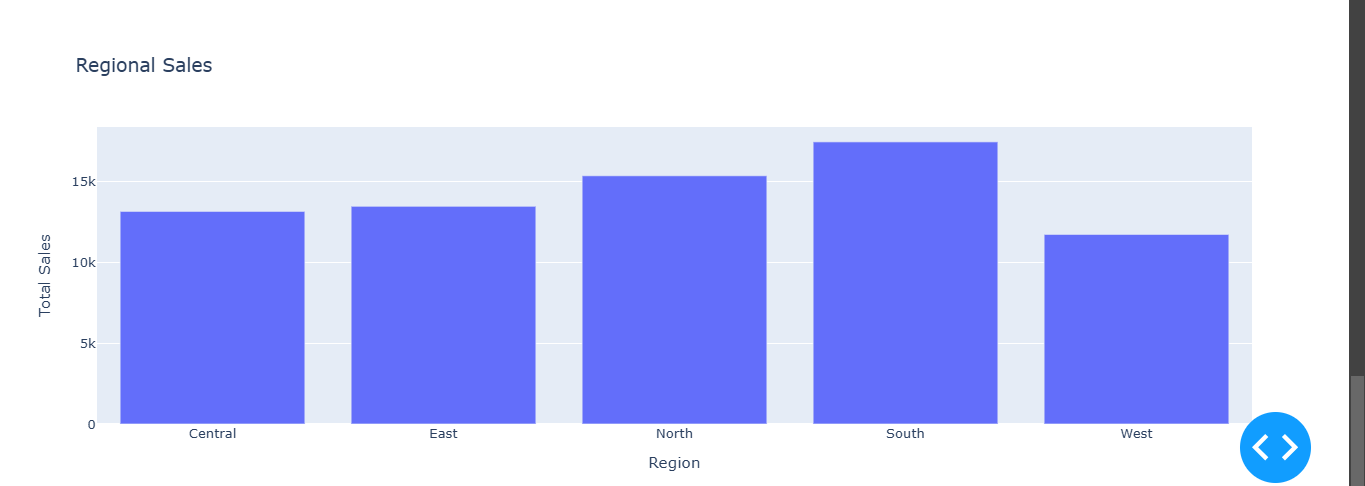 Regional Sales
Total Sales
15k
10k
5k
0
Central East North South West
Region